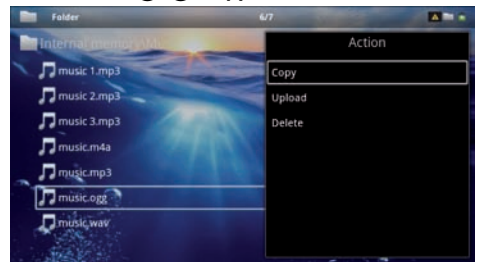 Folder 6/7
Internal memory\Mu
Action
music 1.mp3
music 2.mp3
music 3.mp3
music.m4a
music.mp3
music.ogg
music.wav
Copy
Upload
Delete